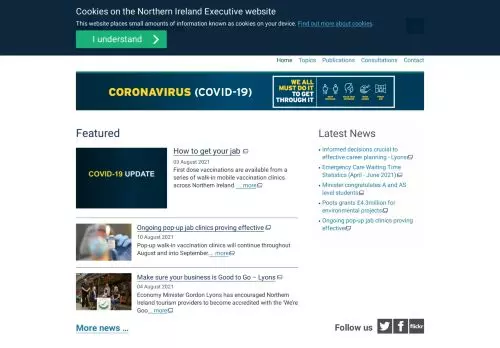 Cookies on the Northern Ireland Executive website
This website places small amounts of information known as cookies on your device. Find out more about cookies.
I understand
Home Topics Publications Consultations Contact
CORONAVIRUS (COVID-19)
WE ALL
MUST DO IT
TO GET
THROUGH IT
Featured
COVID-19 UPDATE
How to get your jab
03 August 2021
First dose vaccinations are available from a
series of walk-in mobile vaccination clinics
across Northern Ireland ... more
Ongoing pop-up jab clinics proving effective
10 August 2021
Pop-up walk-in vaccination clinics will continue throughout
August and into September... more
Make sure your business is Good to Go – Lyons
04 August 2021
Economy Minister Gordon Lyons has encouraged Northern
Ireland tourism providers to become accredited with the 'We're
Goo... more
More news ...
Latest News
Informed decisions crucial to
effective career planning - Lyons
Emergency Care Waiting Time
Statistics (April - June 2021)
Minister congratulates A and AS
level students
Poots grants £4.3million for
environmental projects
Ongoing pop-up jab clinics proving
effective
Follow us
flickr